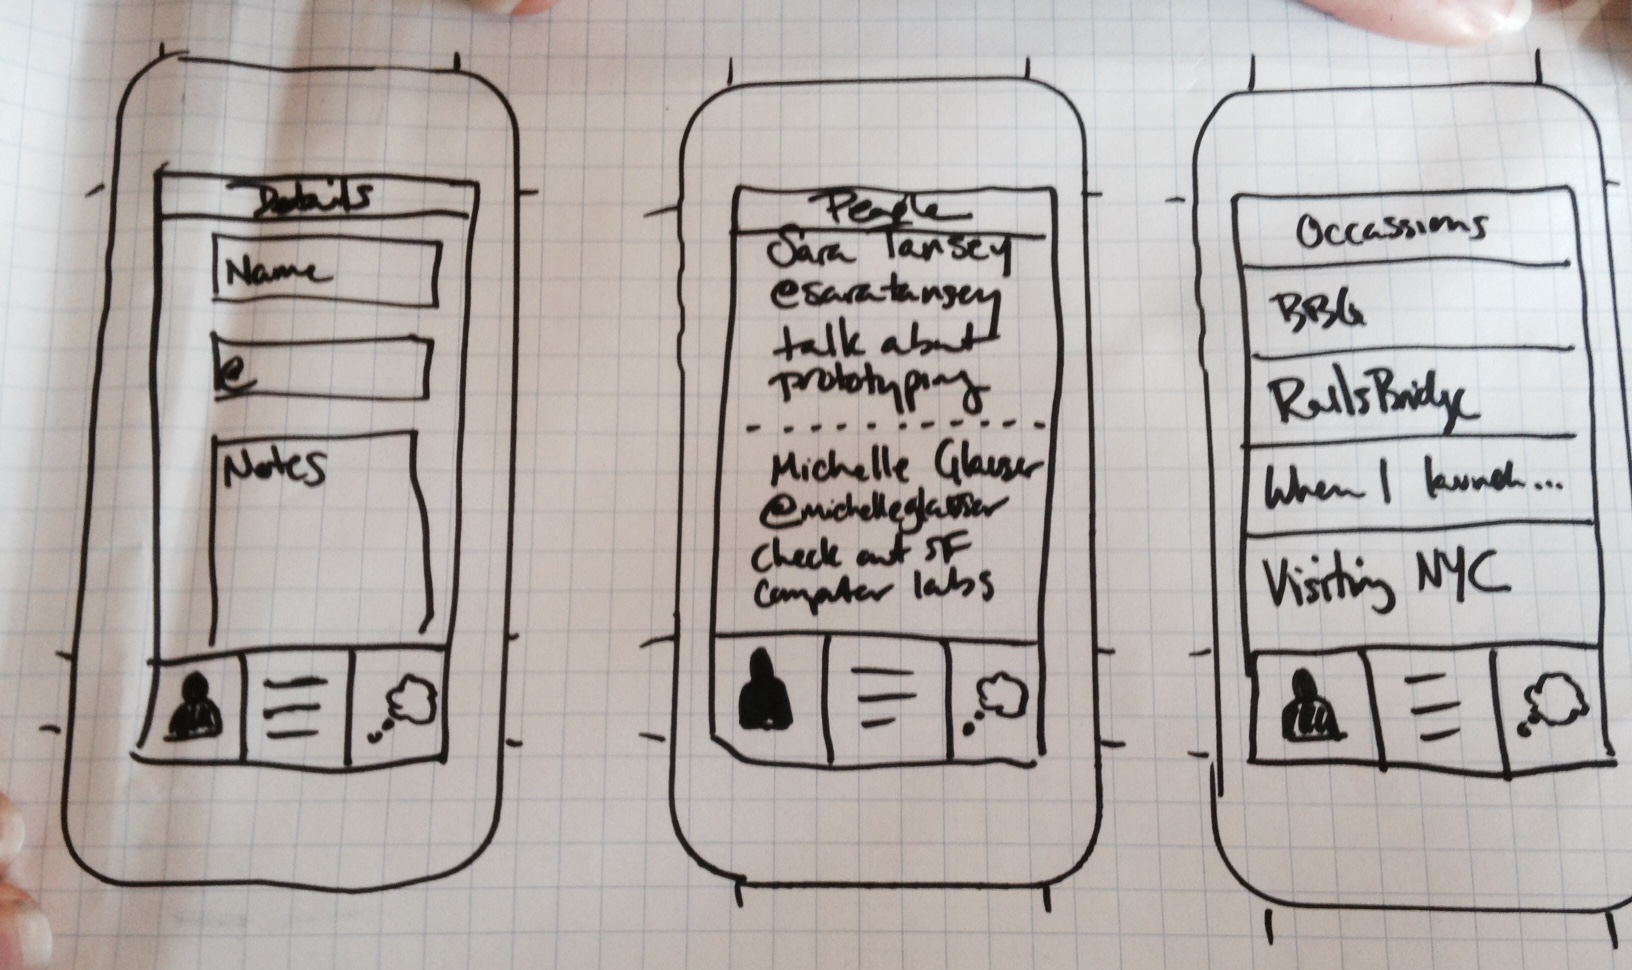 Details
Name
@
Notes
People
Sara Tansey
@saratansey
talk about
prototyping
Michelle Glauser
@michelleglauser
Check out SF
Computer labs
Occassions
BBG
RailsBridge
When I launch...
Visiting NYC